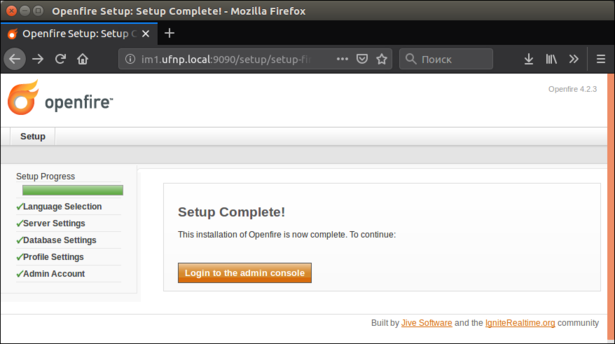 Openfire Setup: Setup Complete! - Mozilla Firefox
Openfire Setup: Setup C
im1.ufnp.local:9090/setup/setup-fi
Поиск
openfire™
Openfire 4.2.3
Setup
Setup Progress
Language Selection
Server Settings
Database Settings
Profile Settings
Admin Account
Setup Complete!
This installation of Openfire is now complete. To continue:
Login to the admin console
Built by Jive Software and the IgniteRealtime.org community